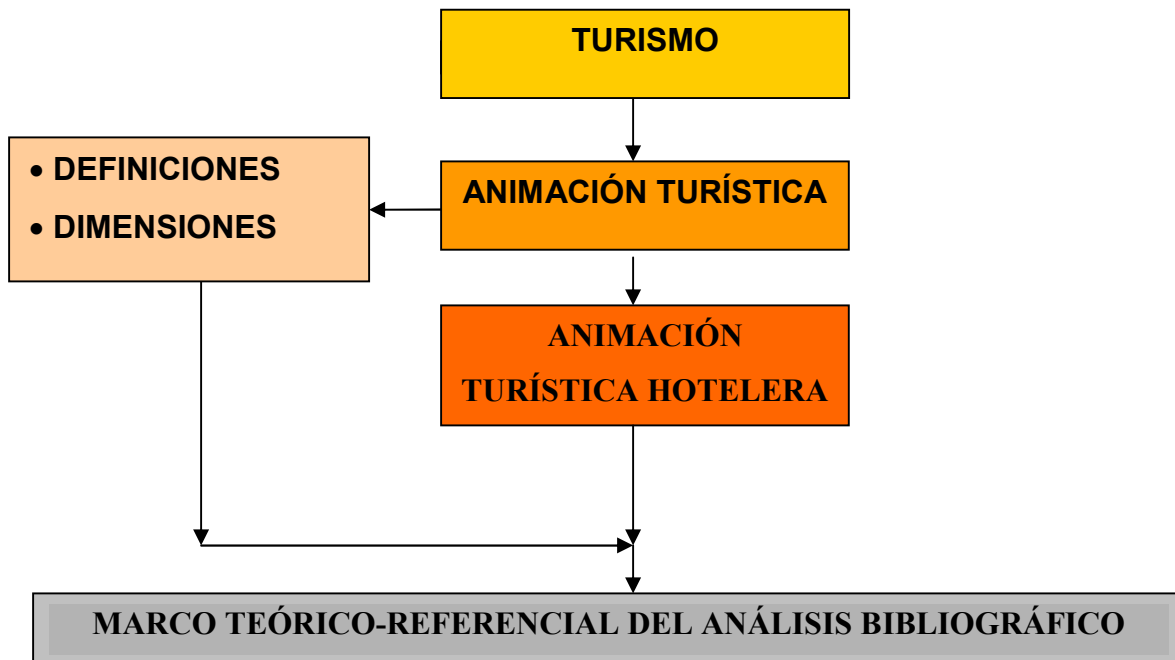 TURISMO
• DEFINICIONES
• DIMENSIONES
ANIMACIÓN TURÍSTICA
ANIMACIÓN
TURÍSTICA HOTELERA
MARCO TEÓRICO-REFERENCIAL DEL ANÁLISIS BIBLIOGRÁFICO